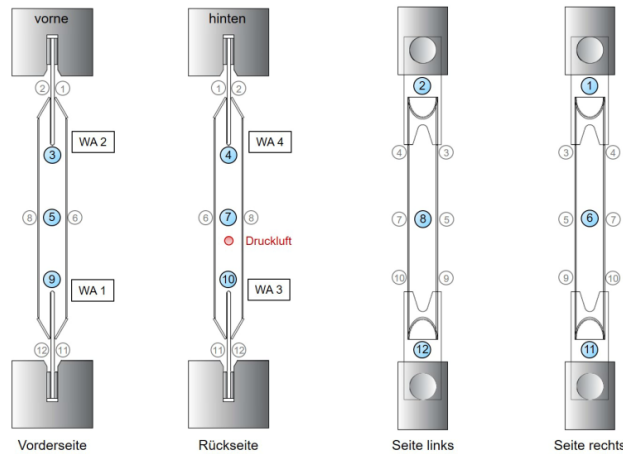 vorne
2 1
WA 2
3
8 5 6
9
WA 1
12 11
Vorderseite
hinten
1 2
WA 4
4
6 7 8
Druckluft
10
WA 3
11 12
Rückseite
2
4 3
7 8 5
10 9
12
Seite links
1
3 4
5 6 7
9 10
11
Seite rechts